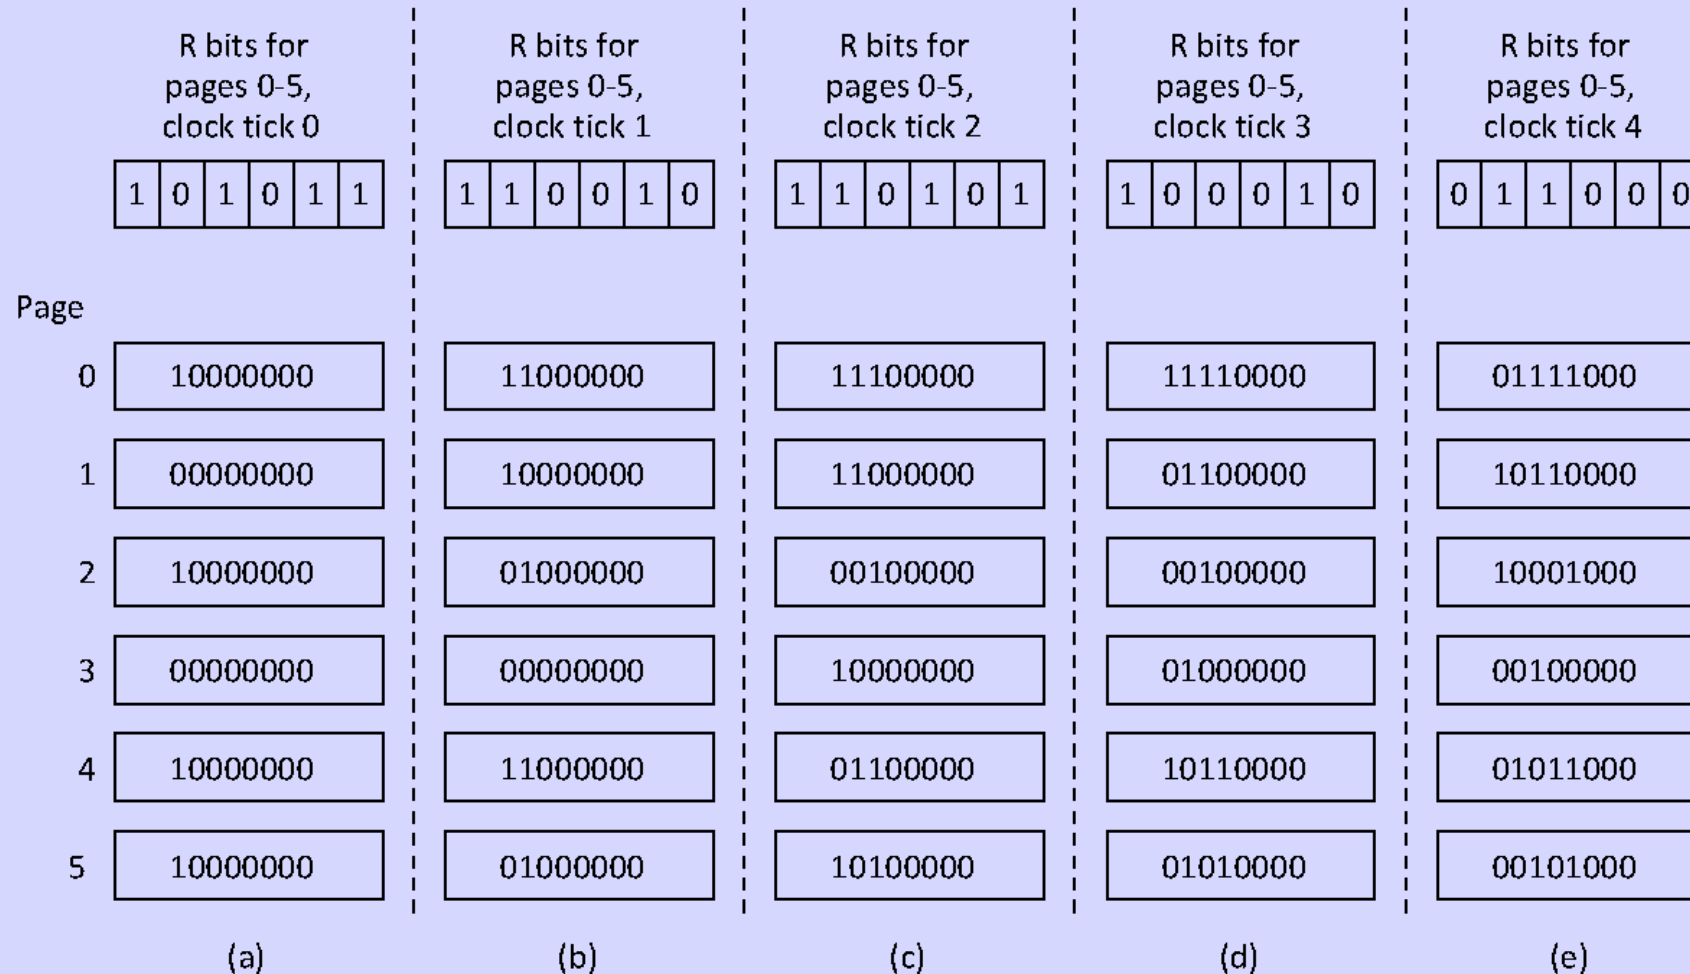 R bits for pages 0-5, clock tick 0
R bits for pages 0-5, clock tick 1
R bits for pages 0-5, clock tick 2
R bits for pages 0-5, clock tick 3
R bits for pages 0-5, clock tick 4
1 0 1 0 1 1
1 1 0 0 1 0
1 1 0 1 0 1
1 0 0 0 1 0
0 1 1 0 0 0
Page
0 10000000 11000000 11100000 11110000 01111000
1 00000000 10000000 11000000 01100000 10110000
2 10000000 01000000 00100000 00100000 10001000
3 00000000 00000000 10000000 01000000 00100000
4 10000000 11000000 01100000 10110000 01011000
5 10000000 01000000 10100000 01010000 00101000
(a) (b) (c) (d) (e)